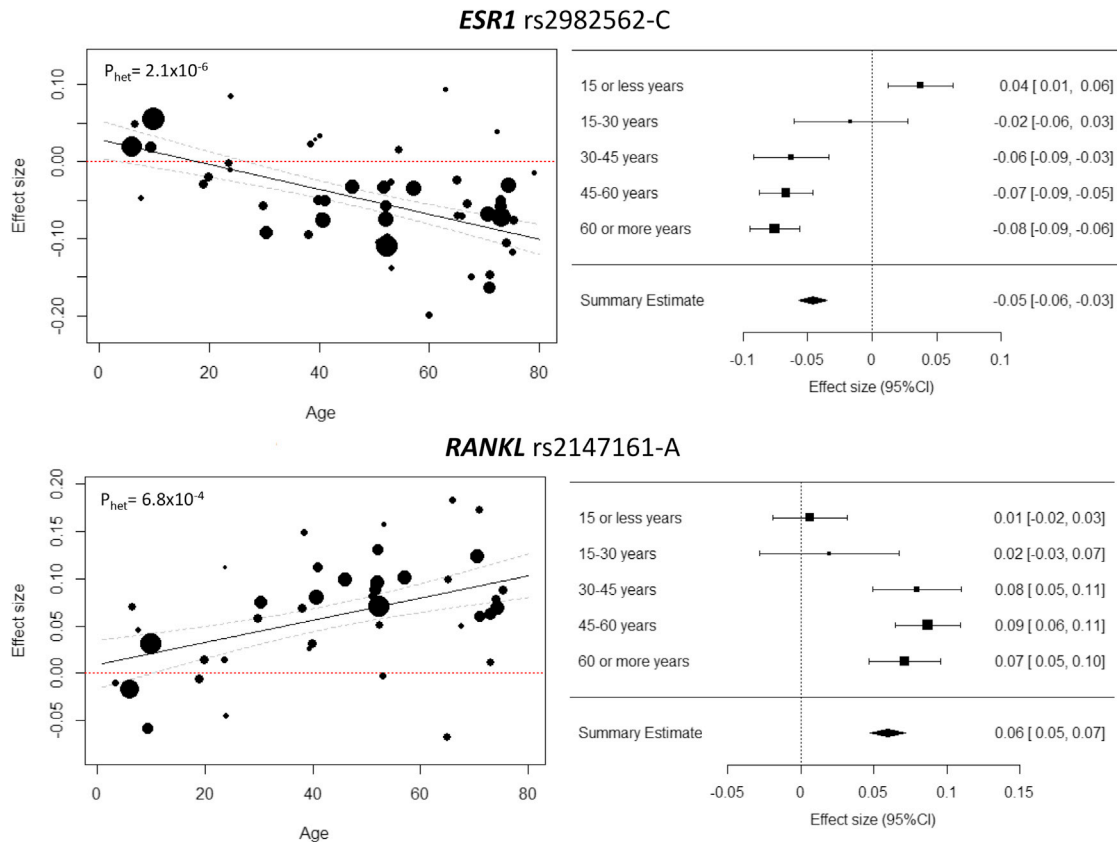 ESR1 rs2982562-C
Phet= 2.1x10-6
Effect size
0.10
0.00
-0.10
-0.20
0
20
40
60
80
Age
15 or less years 0.04 [ 0.01, 0.06]
15-30 years -0.02 [-0.06, 0.03]
30-45 years -0.06 [-0.09, -0.03]
45-60 years -0.07 [-0.09, -0.05]
60 or more years -0.08 [-0.09, -0.06]
Summary Estimate -0.05 [-0.06, -0.03]
-0.1
-0.05
0
0.05
0.1
Effect size (95%CI)
RANKL rs2147161-A
Phet= 6.8x10-4
Effect size
0.20
0.15
0.10
0.05
0.00
-0.05
0
20
40
60
80
Age
15 or less years 0.01 [-0.02, 0.03]
15-30 years 0.02 [-0.03, 0.07]
30-45 years 0.08 [0.05, 0.11]
45-60 years 0.09 [0.06, 0.11]
60 or more years 0.07 [0.05, 0.10]
Summary Estimate 0.06 [ 0.05, 0.07]
-0.05
0
0.05
0.1
0.15
Effect size (95%CI)